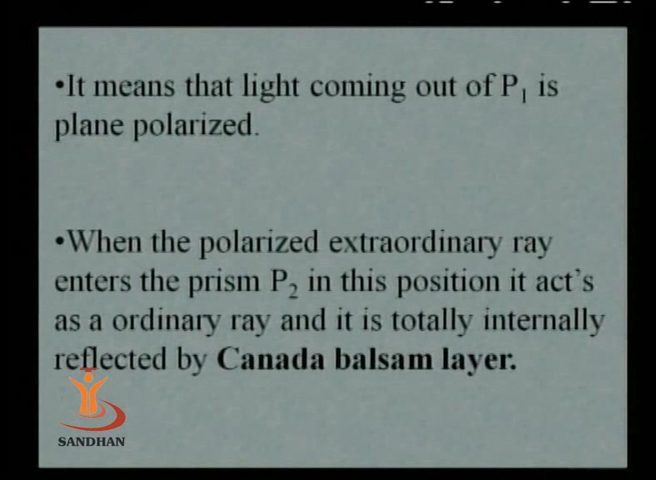 •It means that light coming out of P₁ is
plane polarized.
•When the polarized extraordinary ray
enters the prism P₂ in this position it act's
as a ordinary ray and it is totally internally
reflected by Canada balsam layer.
SANDHAN